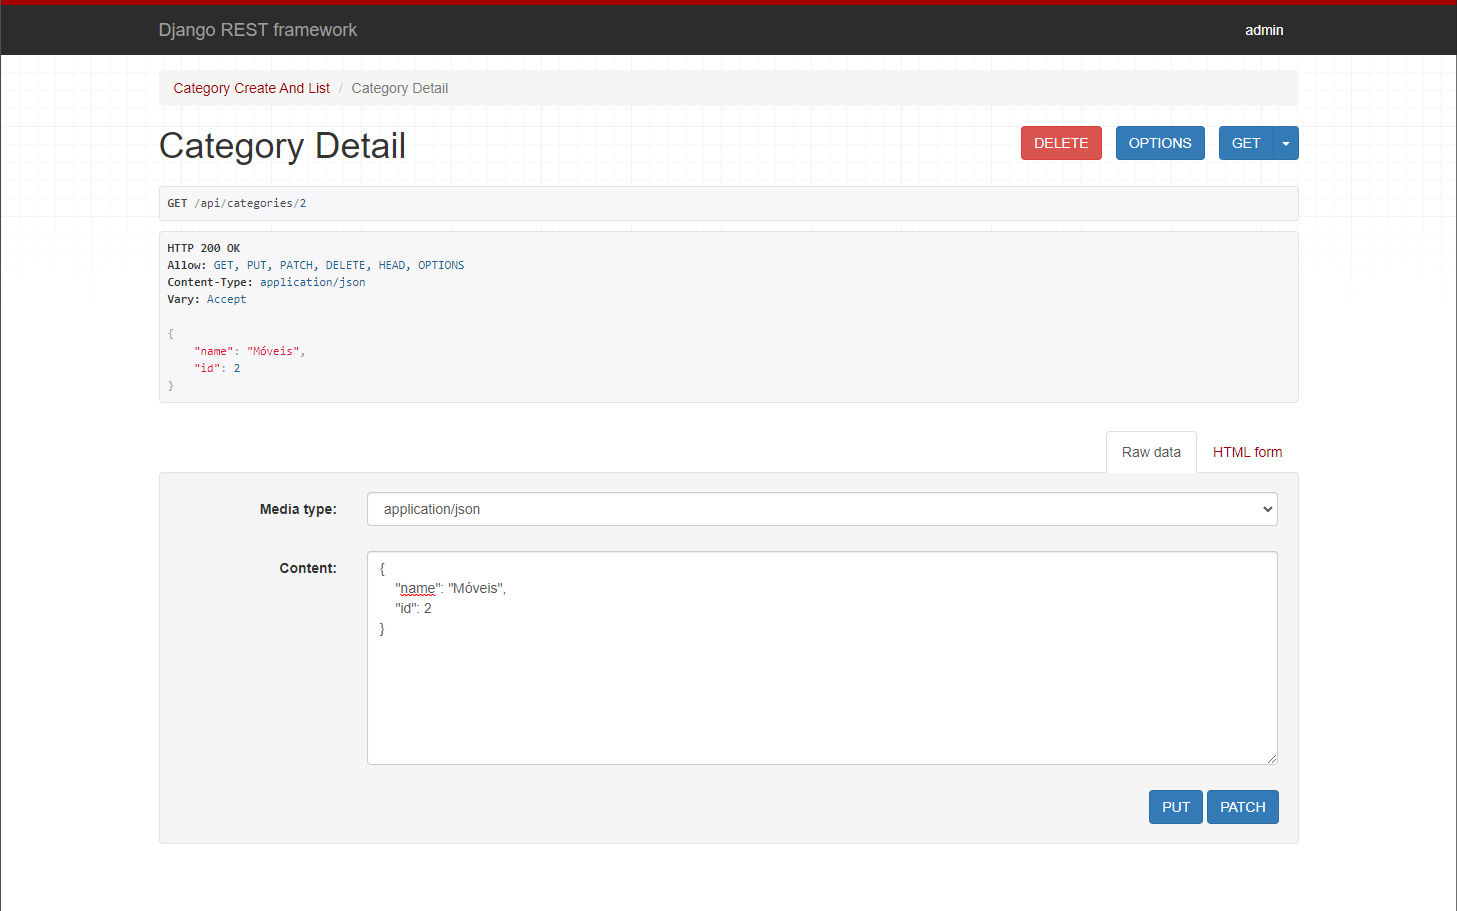 Django REST framework
admin
Category Create And List / Category Detail
Category Detail
DELETE
OPTIONS
GET
GET /api/categories/2
HTTP 200 OK
Allow: GET, PUT, PATCH, DELETE, HEAD, OPTIONS
Content-Type: application/json
Vary: Accept
{
"name": "Móveis",
"id": 2
}
Raw data
HTML form
Media type:
application/json
Content:
{
"name": "Móveis",
"id": 2
}
PUT
PATCH